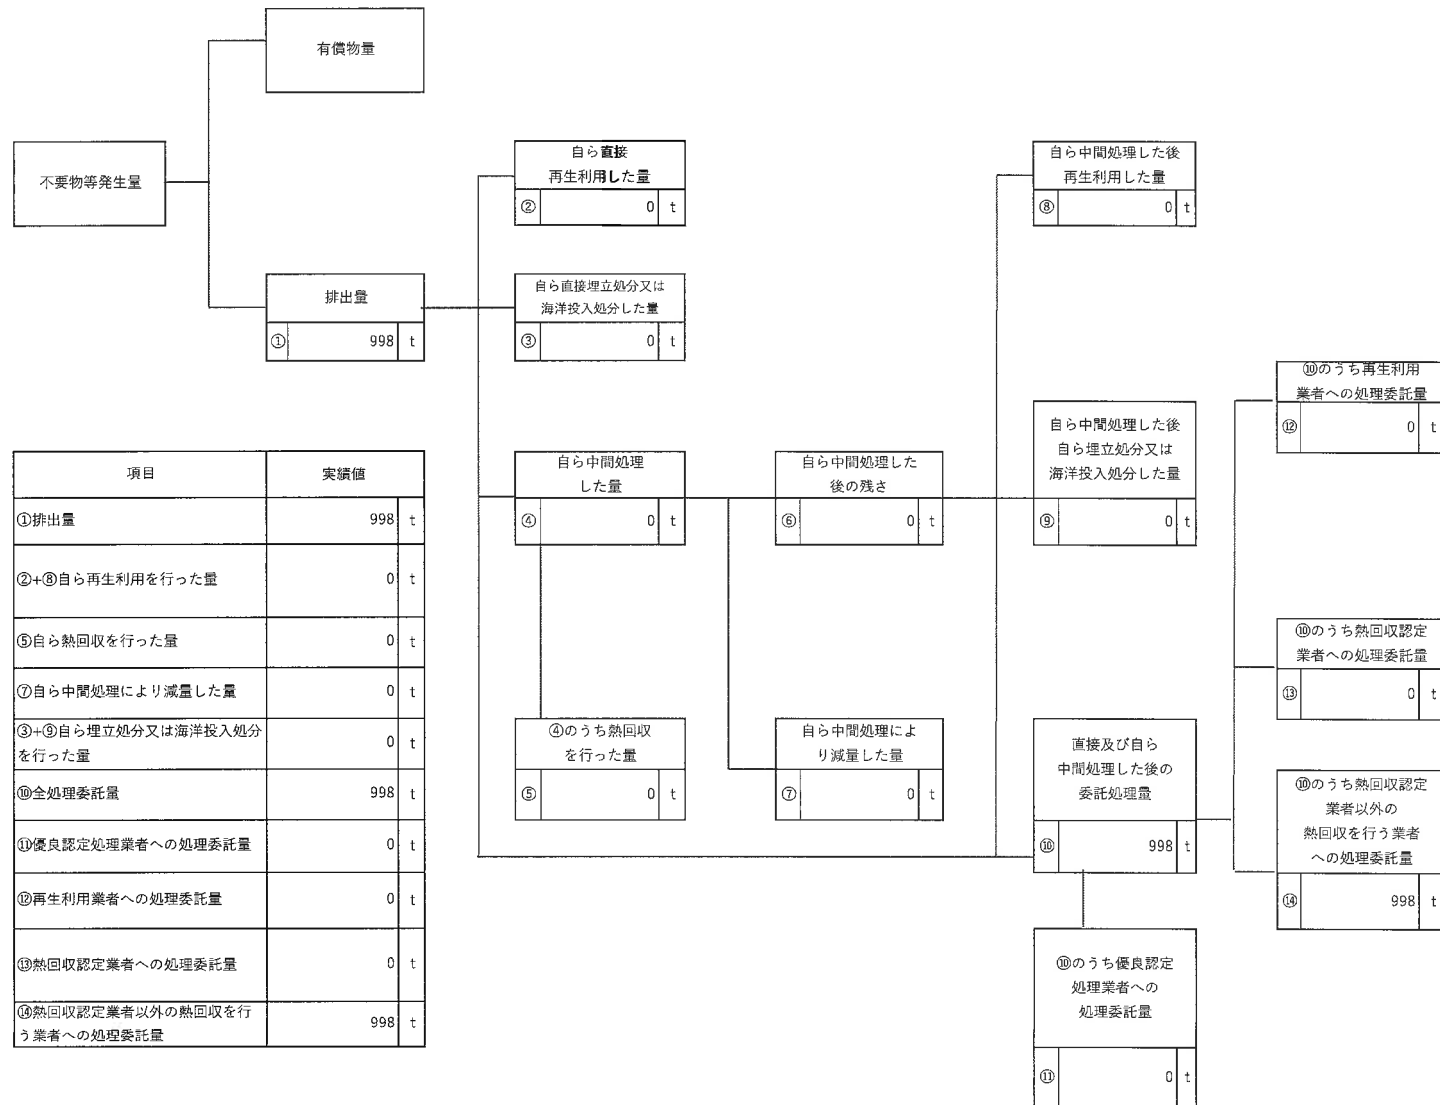 有償物量
不要物等発生量
自ら直接
再生利用した量
② 0 t
自ら中間処理した後
再生利用した量
⑧ 0 t
排出量
① 998 t
自ら直接埋立処分又は
海洋投入処分した量
③ 0 t
⑩のうち再生利用
業者への処理委託量
⑫ 0 t
自ら中間処理した後
自ら埋立処分又は
海洋投入処分した量
⑨ 0 t
自ら中間処理
した量
④ 0 t
自ら中間処理した
後の残さ
⑥ 0 t
項目 実績値
①排出量 998 t
②+⑧自ら再生利用を行った量 0 t
⑤自ら熱回収を行った量 0 t
⑦自ら中間処理により減量した量 0 t
③+⑨自ら埋立処分又は海洋投入処分
を行った量 0 t
⑩全処理委託量 998 t
⑪優良認定処理業者への処理委託量 0 t
⑫再生利用業者への処理委託量 0 t
⑬熱回収認定業者への処理委託量 0 t
⑭熱回収認定業者以外の熱回収を行
う業者への処理委託量 998 t
④のうち熱回収
を行った量
⑤ 0 t
自ら中間処理によ
り減量した量
⑦ 0 t
⑩のうち熱回収認定
業者への処理委託量
⑬ 0 t
直接及び自ら
中間処理した後の
委託処理量
⑩ 998 t
⑩のうち熱回収認定
業者以外の
熱回収を行う業者
への処理委託量
⑭ 998 t
⑩のうち優良認定
処理業者への
処理委託量
⑪ 0 t